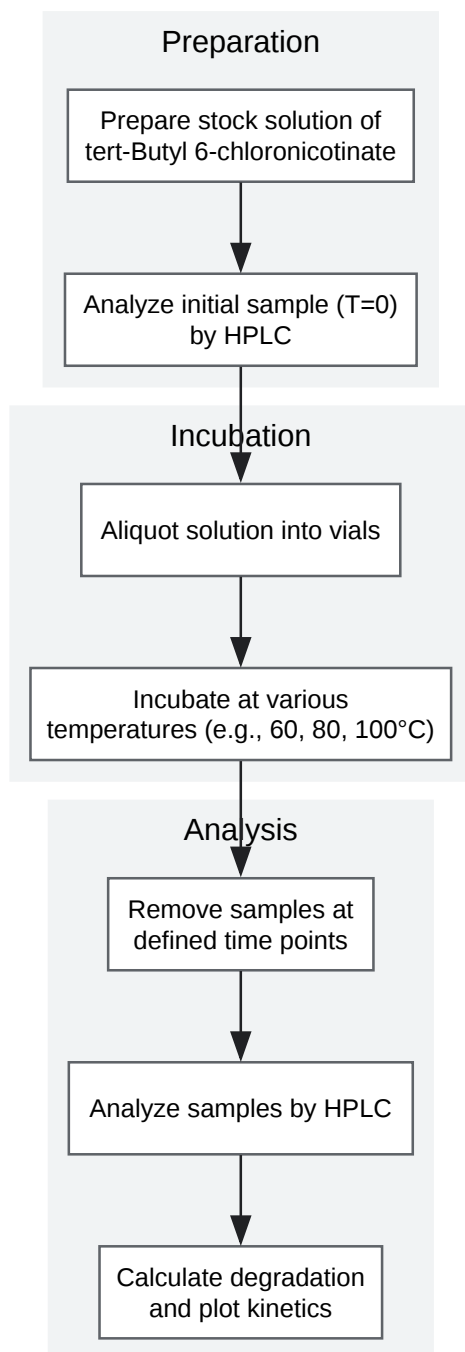 Preparation
Prepare stock solution of
tert-Butyl 6-chloronicotinate
Analyze initial sample (T=0)
by HPLC
Incubation
Aliquot solution into vials
Incubate at various
temperatures (e.g., 60, 80, 100°C)
Analysis
Remove samples at
defined time points
Analyze samples by HPLC
Calculate degradation
and plot kinetics